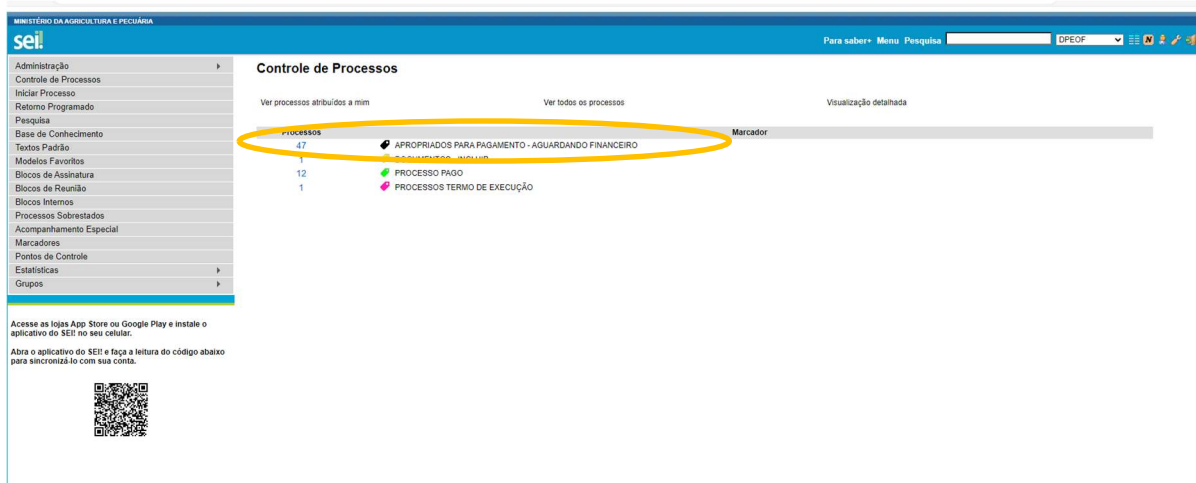 MINISTÉRIO DA AGRICULTURA E PECUÁRIA
sei!
Para saber+ Menu Pesquisa DPEOF N
Administração
Controle de Processos
Iniciar Processo
Retorno Programado
Pesquisa
Base de Conhecimento
Textos Padrão
Modelos Favoritos
Blocos de Assinatura
Blocos de Reunião
Blocos Internos
Processos Sobrestados
Acompanhamento Especial
Marcadores
Pontos de Controle
Estatísticas
Grupos
Acesse as lojas App Store ou Google Play e instale o
aplicativo do SEI! no seu celular.
Abra o aplicativo do SEI! e faça a leitura do código abaixo
para sincronizá-lo com sua conta.
Controle de Processos
Ver processos atribuídos a mim Ver todos os processos Visualização detalhada
Processos Marcador
47 APROPRIADOS PARA PAGAMENTO - AGUARDANDO FINANCEIRO
1
12 PROCESSO PAGO
1 PROCESSOS TERMO DE EXECUÇÃO